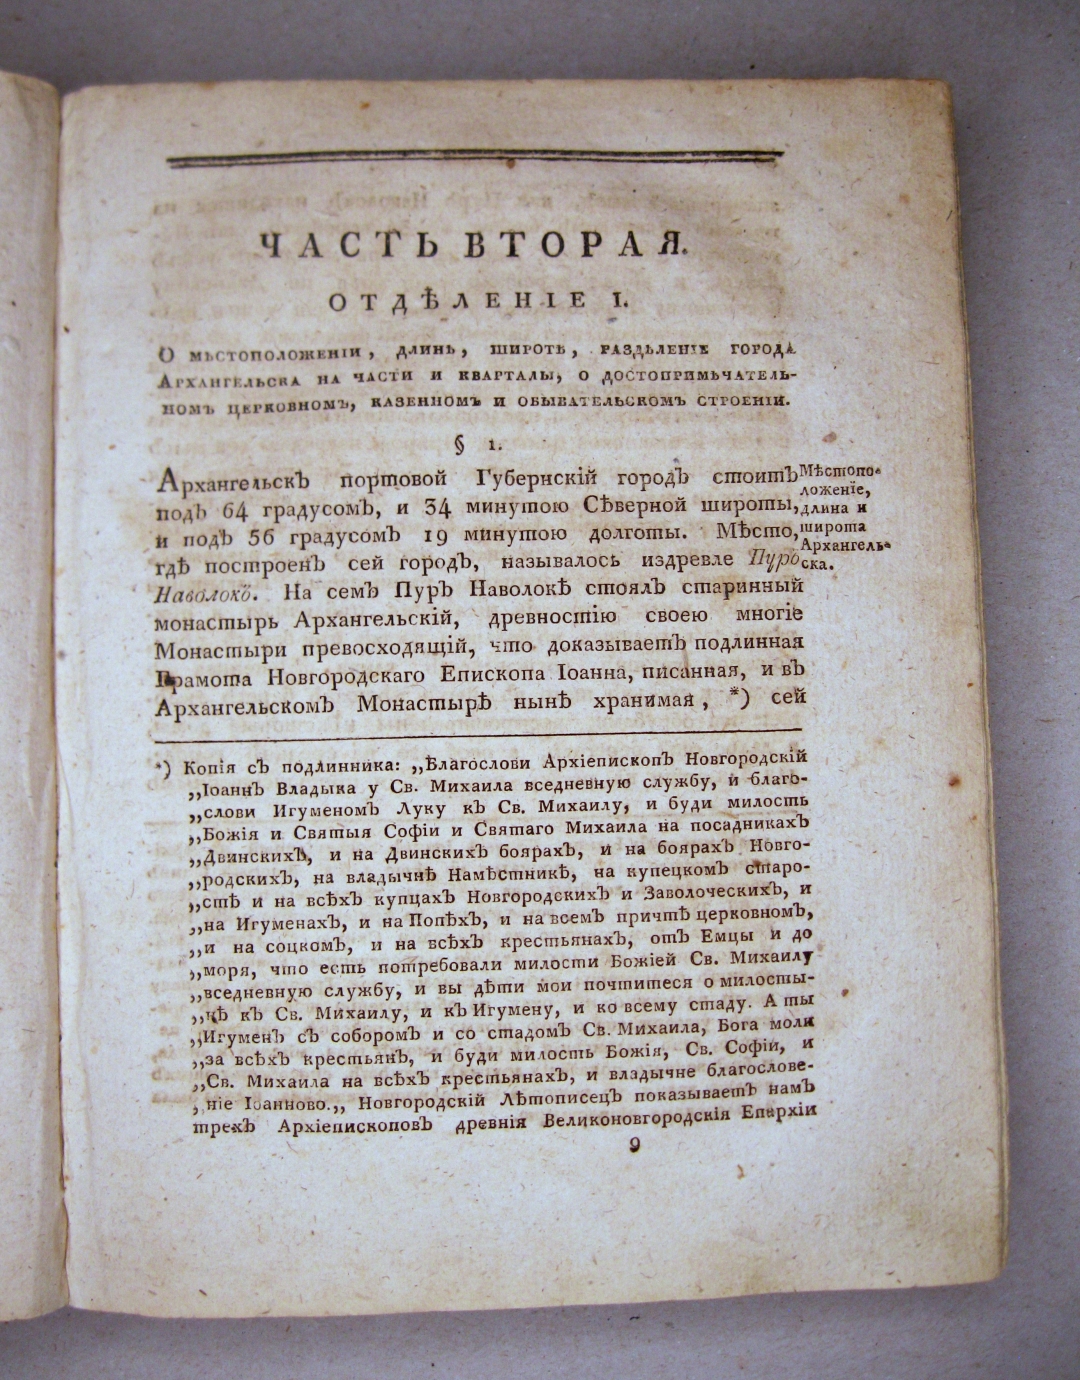 ЧАСТЬ ВТОРАЯ.
ОТДѢЛЕНІЕ I.
О МѢСТОПОЛОЖЕНІИ, ДЛИНѢ, ШИРОТѢ, РАЗДѢЛЕНІЕ ГОРОДА
АРХАНГЕЛЬСКА НА ЧАСТИ И КВАРТАЛЫ, О ДОСТОПРИМѢЧАТЕЛЬ-
НОМЪ ЦЕРКОВНОМЪ, КАЗЕННОМЪ И ОБЫВАТЕЛЬСКОМЪ СТРОЕНІИ.
§ 1.
Архангельскъ портовой Губернскій городъ стоитъ
подъ 64 градусомъ, и 34 минутою Сѣверной широты,
и подъ 56 градусомъ 19 минутою долготы. Мѣсто,
гдѣ построенъ сей городъ, называлось издревле Пуръ
Наволокъ. На семъ Пуръ Наволокѣ стоялъ старинный
монастырь Архангельскій, древностію своею многіе
Монастыри превосходящій, что доказываетъ подлинная
Грамота Новгородскаго Епископа Іоанна, писанная, и въ
Архангельскомъ Монастырѣ нынѣ хранимая, *) сей
Мѣстопо-
ложеніе,
длина и
широта
Архангель-
ска.
*) Копія съ подлинника: „Благослови Архіепископъ Новгородскій
„Іоаннъ Владыка у Св. Михаила вседневную службу, и благо-
„слови Игуменомъ Луку къ Св. Михаилу, и буди милость
„Божія и Святыя Софіи и Святаго Михаила на посадникахъ
„Двинскихъ, и на Двинскихъ боярахъ, и на боярахъ Новго-
„родскихъ, на владычнѣ Намѣстникѣ, на купецкомъ старо-
„стѣ и на всѣхъ купцахъ Новгородскихъ и Заволоческихъ, и
„на Игуменахъ, и на Попѣхъ, и на всемъ причтѣ церковномъ,
„и на соцкомъ, и на всѣхъ крестьянахъ, отъ Емцы и до
„моря, что есть потребовали милости Божіей Св. Михаилу
„вседневную службу, и вы дѣти мои почтитеся о милосты-
„цѣ къ Св. Михаилу, и къ Игумену, и ко всему стаду. А ты
„Игуменъ съ соборомъ и со стадомъ Св. Михаила, Бога моли
„за всѣхъ крестьянъ, и буди милость Божія, Св. Софіи, и
„Св. Михаила на всѣхъ крестьянахъ, и владычне благослове-
„ніе Іоанново.„ Новгородскій Лѣтописецъ показываетъ намъ
трехъ Архіепископовъ древнія Великоновгородскія Епархіи
9